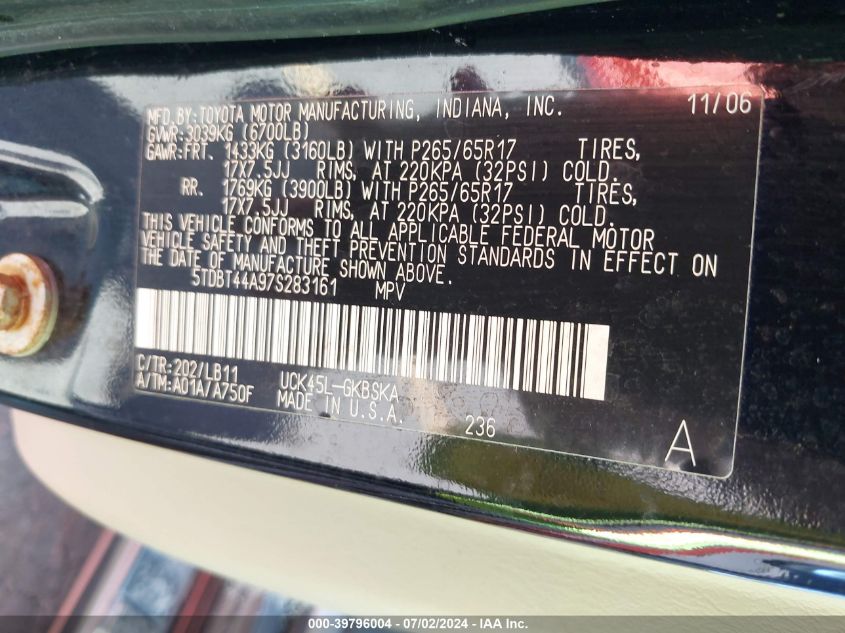 MFD.BY:TOYOTA MOTOR MANUFACTURING, INDIANA, INC. 11/06
GVWR:3039KG (6700LB)
GAWR:FRT. 1433KG (3160LB) WITH P265/65R17 TIRES,
17X7.5JJ RIMS, AT 220KPA (32PSI) COLD.
RR. 1769KG (3900LB) WITH P265/65R17 TIRES,
17X7.5JJ RIMS, AT 220KPA (32PSI) COLD.
THIS VEHICLE CONFORMS TO ALL APPLICABLE FEDERAL MOTOR
VEHICLE SAFETY AND THEFT PREVENTION STANDARDS IN EFFECT ON
THE DATE OF MANUFACTURE SHOWN ABOVE.
5TDBT44A97S283161 MPV
C/TR:202/LB11 UCK45L-GKBSKA
A/TM:A01A/A750F MADE IN U.S.A.
236 A
000-39796004 - 07/02/2024 - IAA Inc.